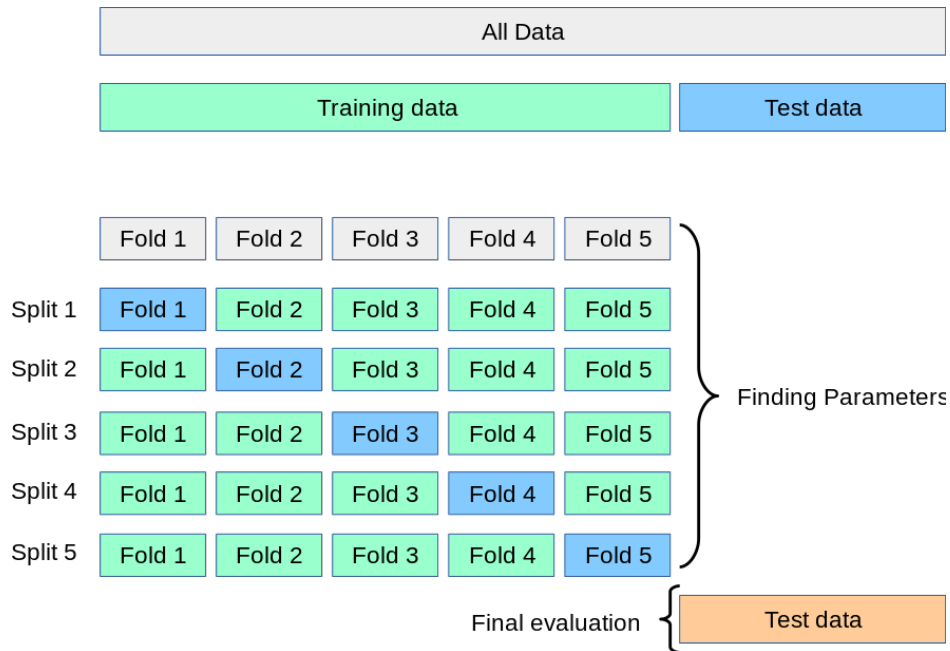 All Data
Training data Test data
Fold 1 Fold 2 Fold 3 Fold 4 Fold 5
Split 1 Fold 1 Fold 2 Fold 3 Fold 4 Fold 5
Split 2 Fold 1 Fold 2 Fold 3 Fold 4 Fold 5
Finding Parameters
Split 3 Fold 1 Fold 2 Fold 3 Fold 4 Fold 5
Split 4 Fold 1 Fold 2 Fold 3 Fold 4 Fold 5
Split 5 Fold 1 Fold 2 Fold 3 Fold 4 Fold 5
Final evaluation Test data